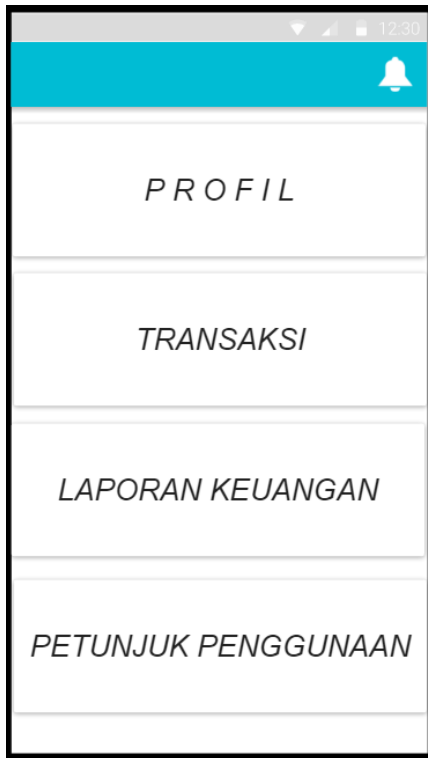 12:30
P R O F I L
TRANSAKSI
LAPORAN KEUANGAN
PETUNJUK PENGGUNAAN